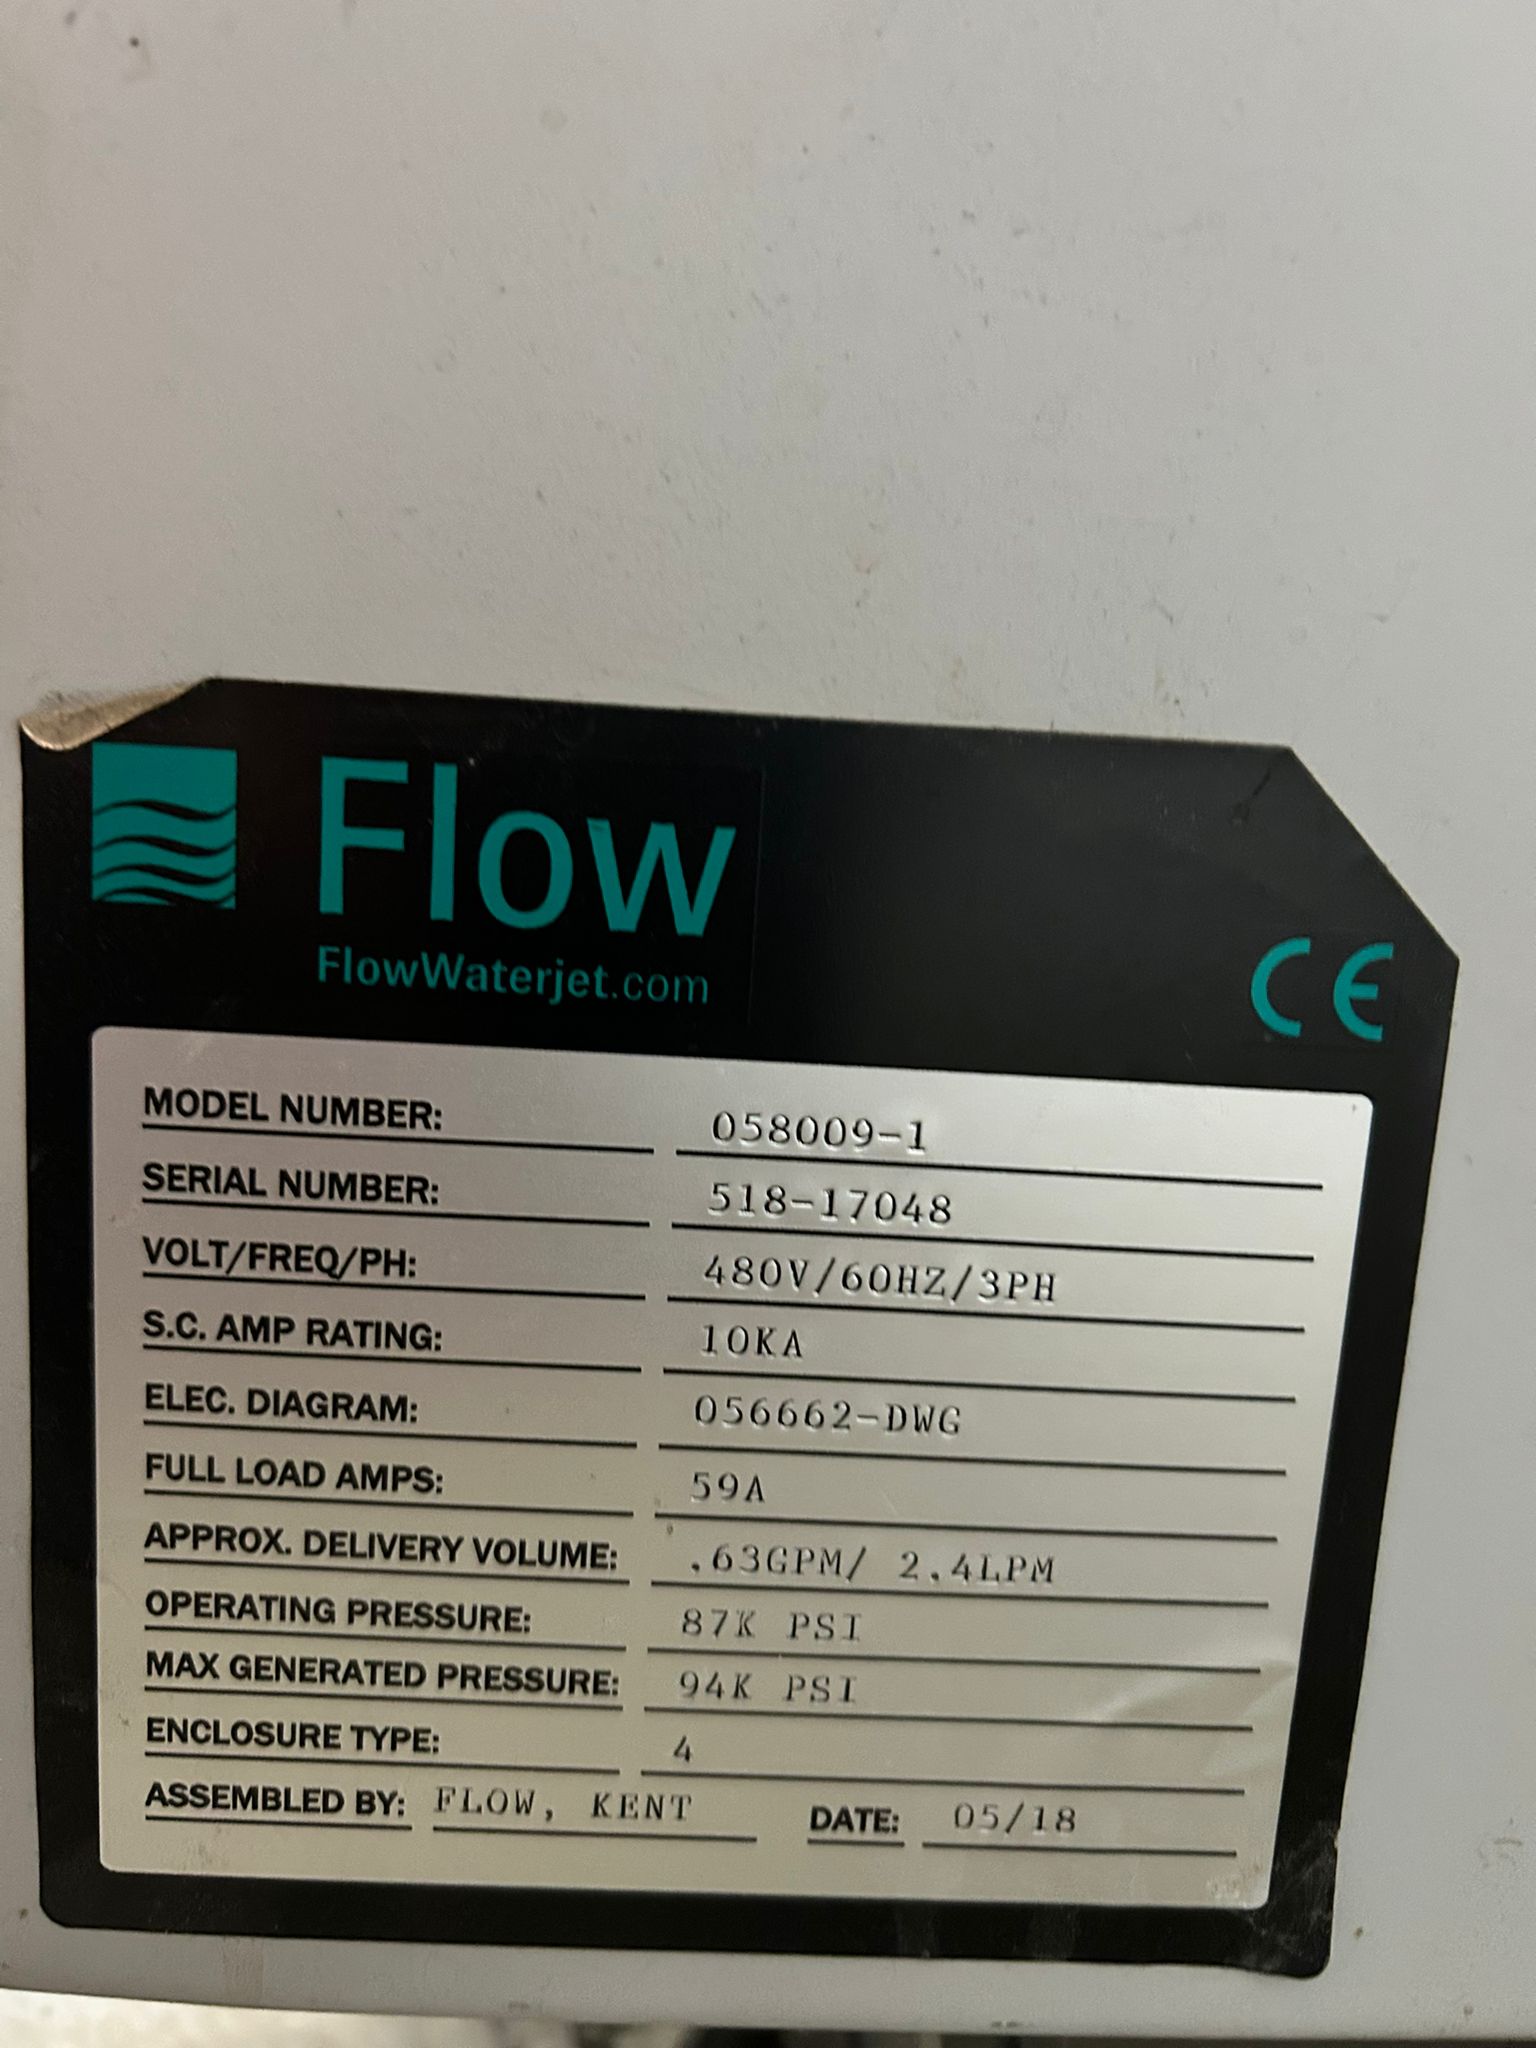 Flow
FlowWaterjet.com
CE
MODEL NUMBER: 058009-1
SERIAL NUMBER: 518-17048
VOLT/FREQ/PH: 480V/60HZ/3PH
S.C. AMP RATING: 10KA
ELEC. DIAGRAM: 056662-DWG
FULL LOAD AMPS: 59A
APPROX. DELIVERY VOLUME: .63GPM/ 2.4LPM
OPERATING PRESSURE: 87K PSI
MAX GENERATED PRESSURE: 94K PSI
ENCLOSURE TYPE: 4
ASSEMBLED BY: FLOW, KENT DATE: 05/18